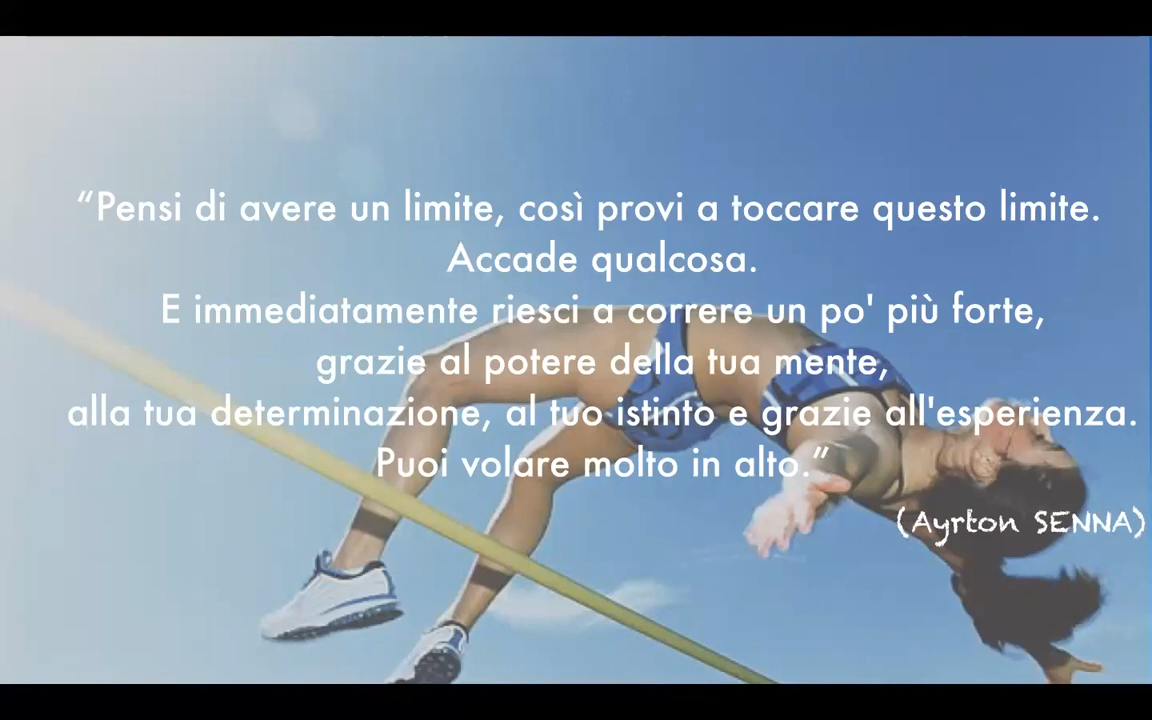 “Pensi di avere un limite, così provi a toccare questo limite.
Accade qualcosa.
E immediatamente riesci a correre un po' più forte,
grazie al potere della tua mente,
alla tua determinazione, al tuo istinto e grazie all'esperienza.
Puoi volare molto in alto.”
(Ayrton SENNA)